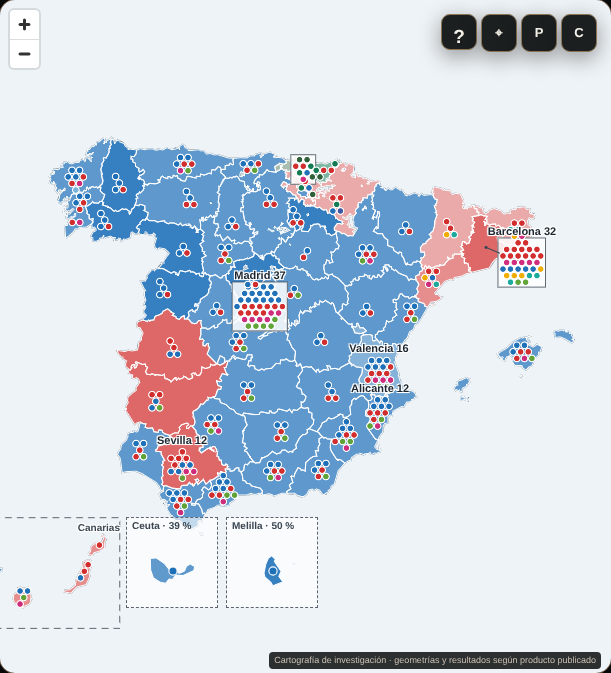 +
−
?
⌖
P
C
Barcelona 32
Madrid 37
Valencia 16
Alicante 12
Sevilla 12
Canarias
Ceuta · 39 %
Melilla · 50 %
Cartografía de investigación · geometrías y resultados según producto publicado